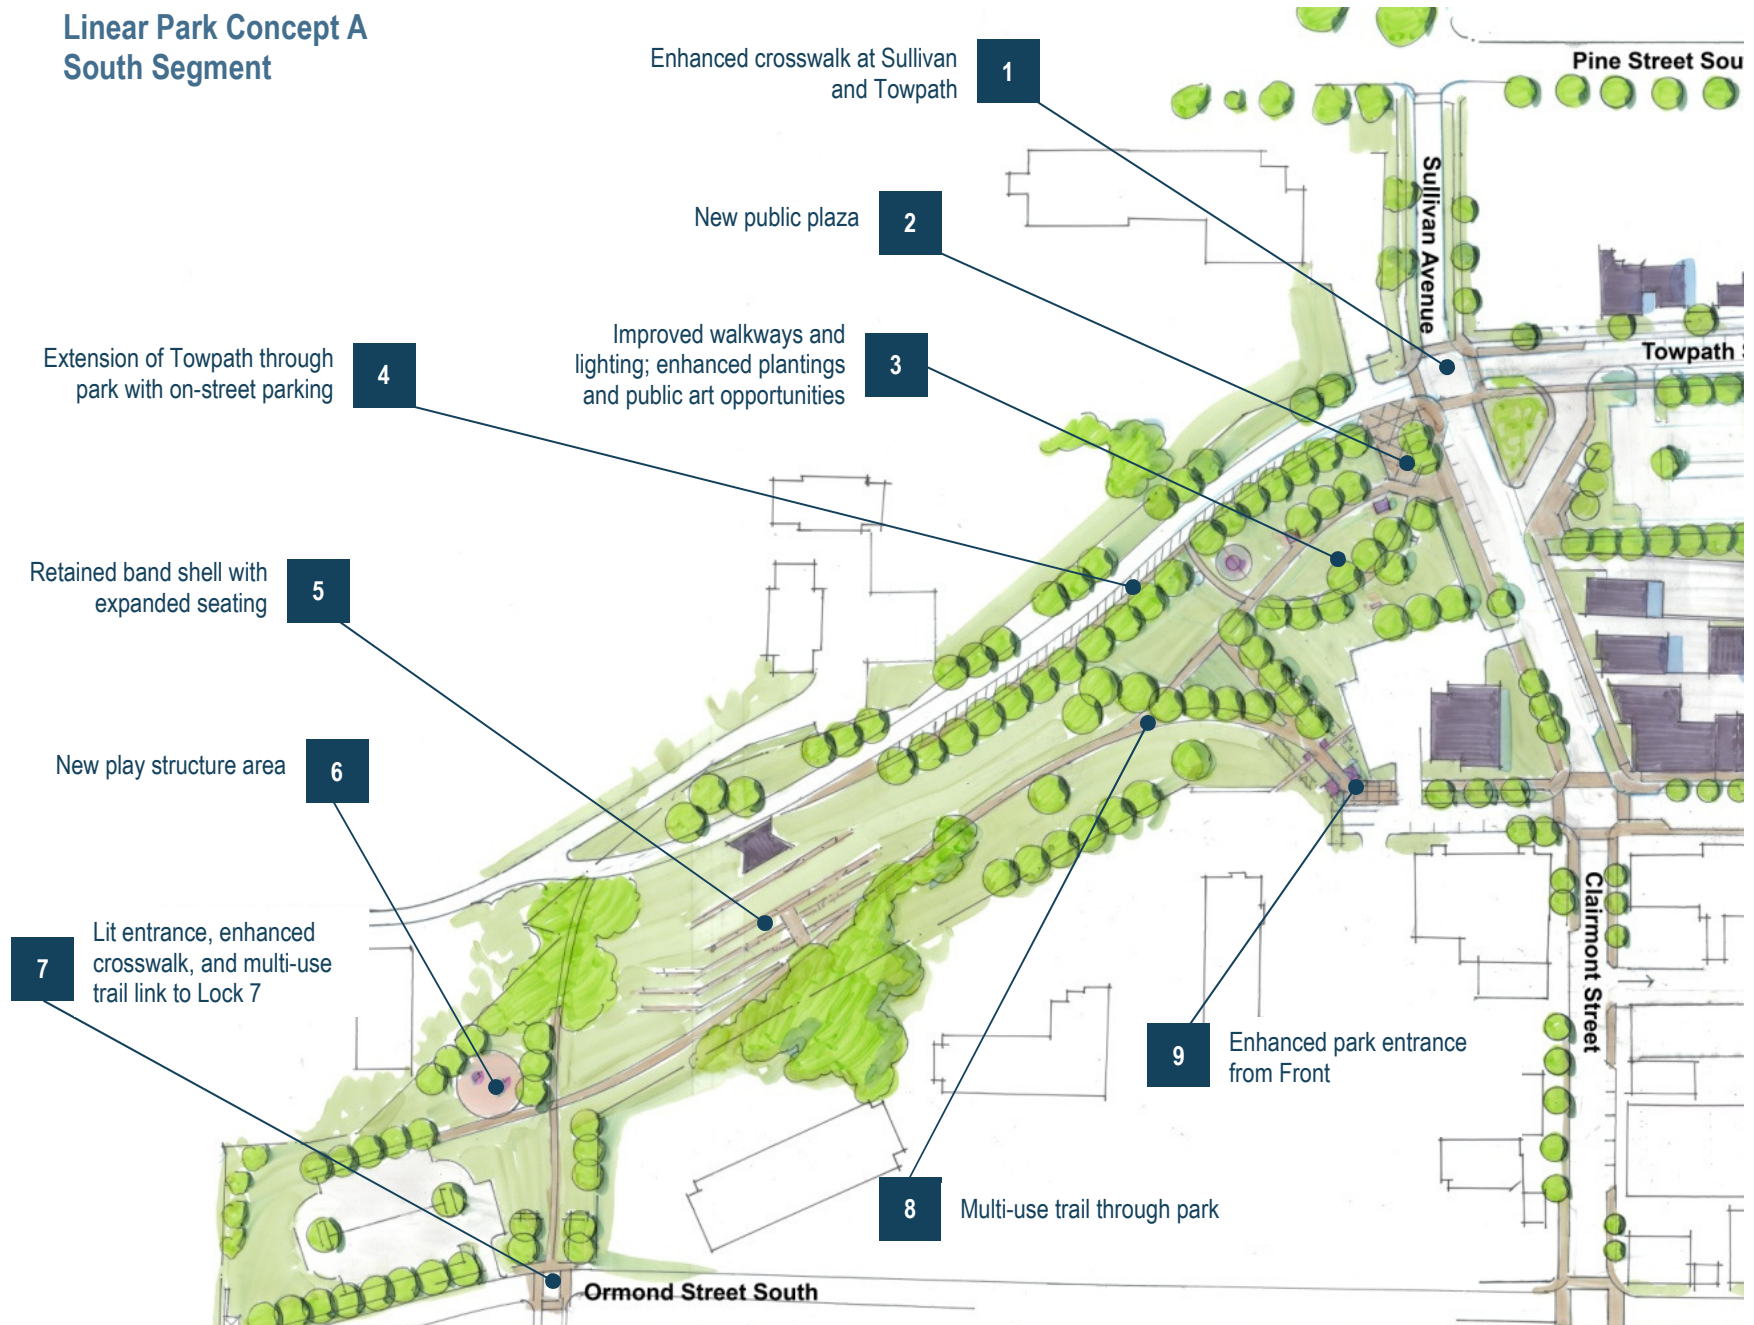 Linear Park Concept A
South Segment
Enhanced crosswalk at Sullivan
and Towpath
1
Pine Street Sou
New public plaza
2
Sullivan Avenue
Improved walkways and
lighting; enhanced plantings
and public art opportunities
3
Extension of Towpath through
park with on-street parking
4
Towpath S
Retained band shell with
expanded seating
5
New play structure area
6
Lit entrance, enhanced
crosswalk, and multi-use
trail link to Lock 7
7
Clairmont Street
9
Enhanced park entrance
from Front
8
Multi-use trail through park
Ormond Street South